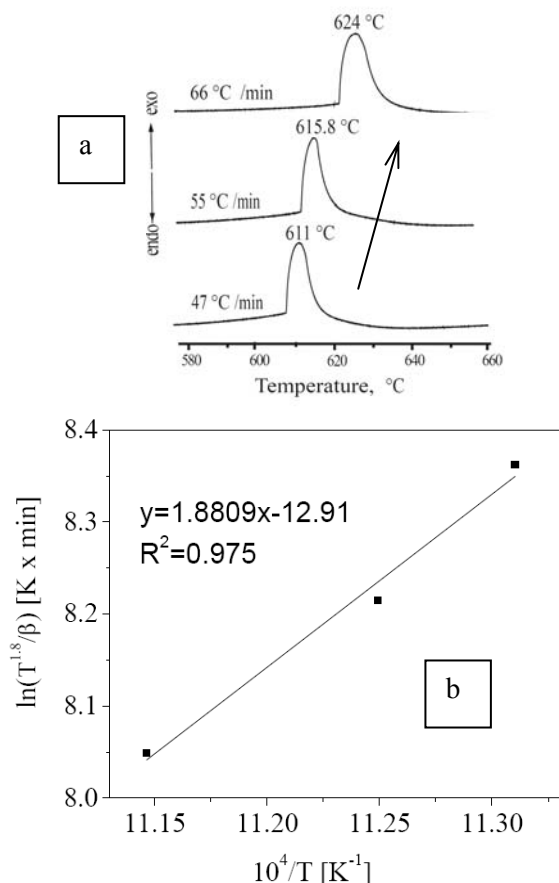 624 °C
66 °C /min
exo
a
615.8 °C
55 °C/min
endo
611 °C
47 °C/min
580 600 620 640 660
Temperature, °C
8.4
y=1.8809x-12.91
R²=0.975
8.3
ln(T^1.8/β) [K x min]
8.2
b
8.1
8.0
11.15 11.20 11.25 11.30
10⁴/T [K⁻¹]